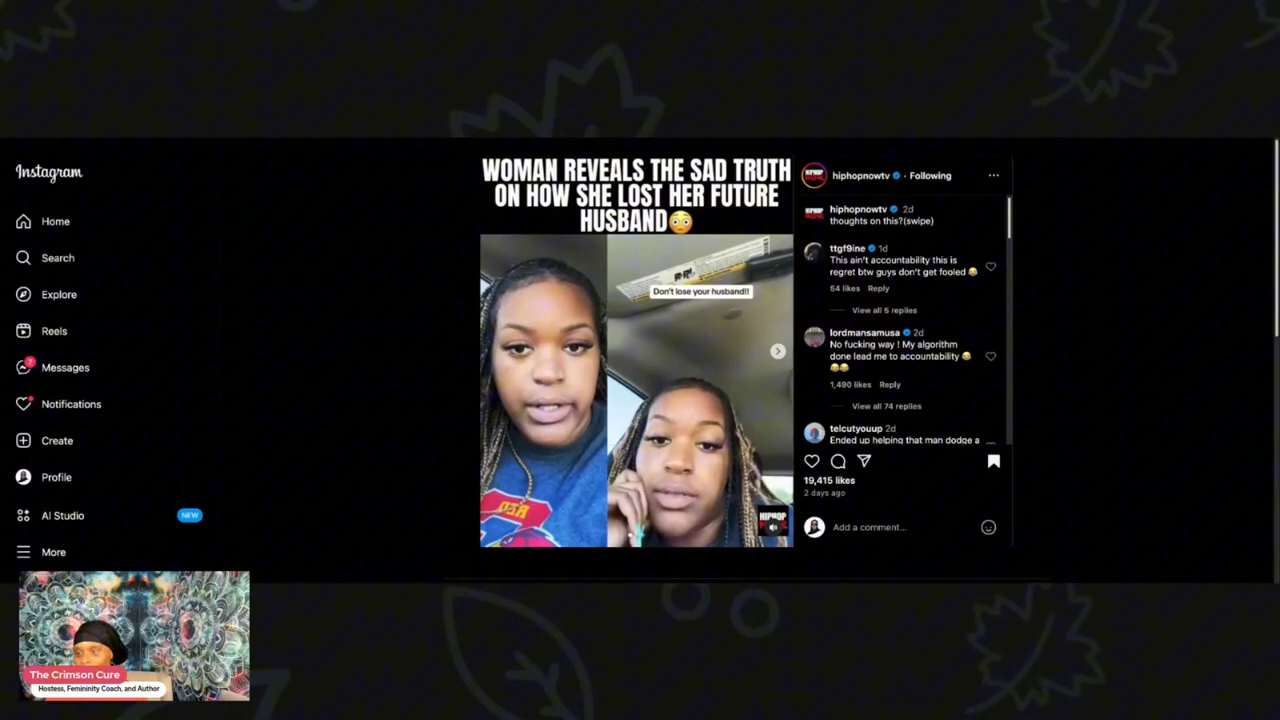 Instagram
Home
Search
Explore
Reels
7
Messages
Notifications
Create
Profile
AI Studio NEW
More
WOMAN REVEALS THE SAD TRUTH
ON HOW SHE LOST HER FUTURE
HUSBAND😳
Don't lose your husband!!
HIPHOP
hiphopnowtv • Following
hiphopnowtv 2d
thoughts on this?(swipe)
ttgf9ine 1d
This ain't accountability this is
regret btw guys don't get fooled 😂
54 likes Reply
View all 5 replies
lordmansamusa 2d
No fucking way ! My algorithm
done lead me to accountability 😂
😂😂
1,490 likes Reply
View all 74 replies
telcutyouup 2d
Ended up helping that man dodge a
19,415 likes
2 days ago
Add a comment...
The Crimson Cure
Hostess, Femininity Coach, and Author